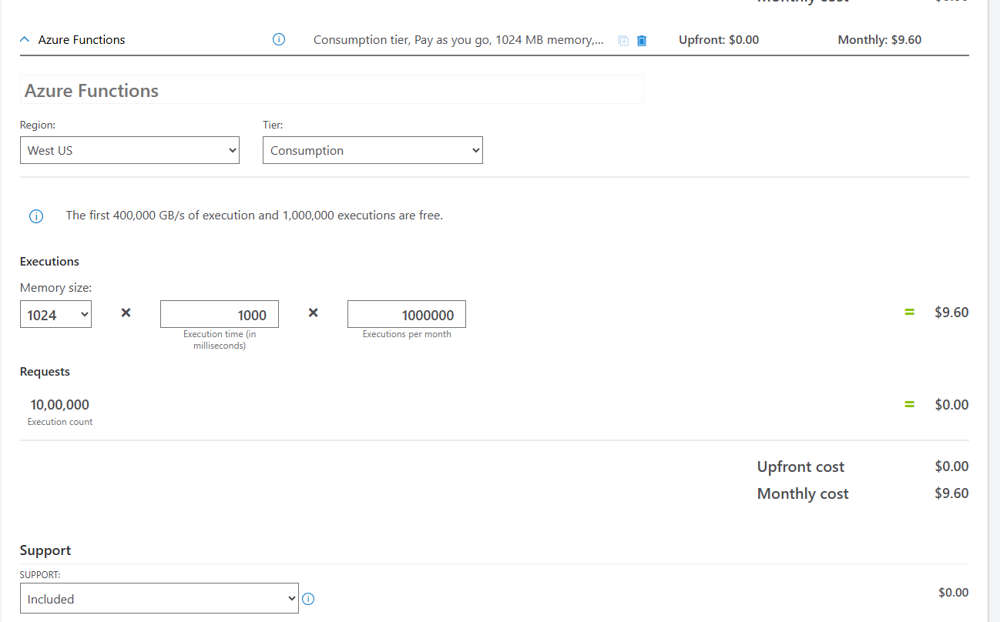 Azure Functions Consumption tier, Pay as you go, 1024 MB memory,... Upfront: $0.00 Monthly: $9.60
Azure Functions
Region: Tier:
West US Consumption
The first 400,000 GB/s of execution and 1,000,000 executions are free.
Executions
Memory size:
1024 × 1000 × 1000000 = $9.60
Execution time (in Executions per month
milliseconds)
Requests
10,00,000 = $0.00
Execution count
Upfront cost $0.00
Monthly cost $9.60
Support
SUPPORT:
Included $0.00